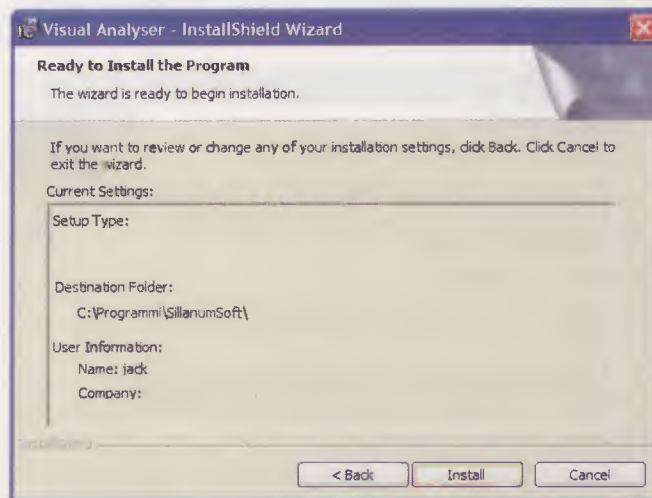 Visual Analyser - InstallShield Wizard
Ready to Install the Program
The wizard is ready to begin installation.
If you want to review or change any of your installation settings, click Back. Click Cancel to
exit the wizard.
Current Settings:
Setup Type:
Destination Folder:
C:\Programmi\SillanumSoft\
User Information:
Name: jack
Company:
InstallShield
< Back
Install
Cancel